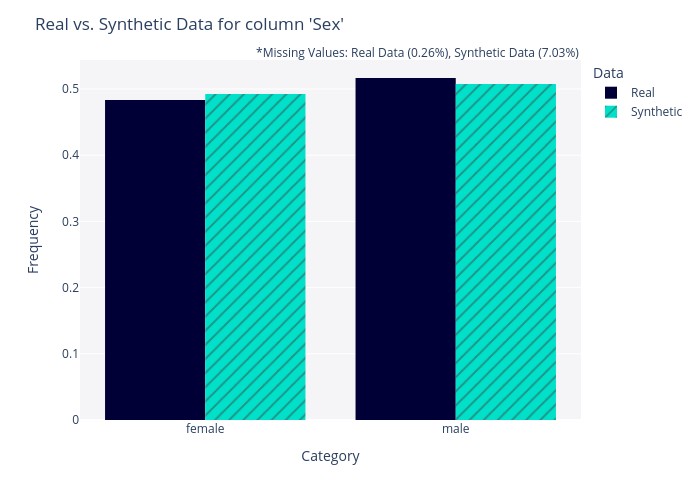 Real vs. Synthetic Data for column 'Sex'
*Missing Values: Real Data (0.26%), Synthetic Data (7.03%)
Data
Real
Synthetic
Frequency
0.5
0.4
0.3
0.2
0.1
0
female
male
Category